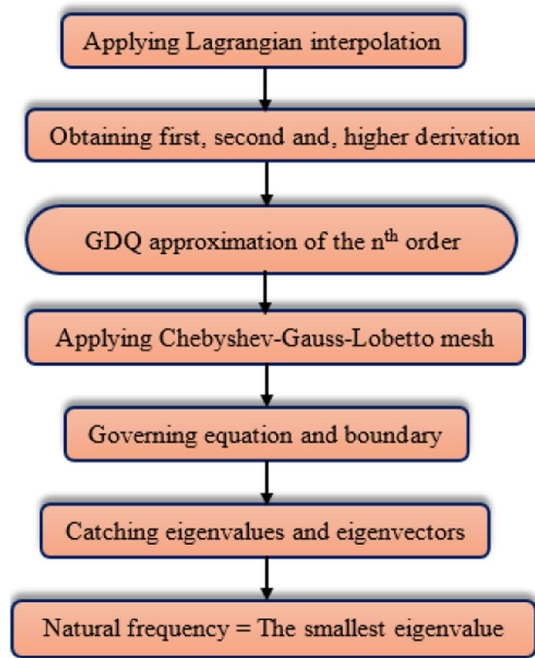 Applying Lagrangian interpolation
Obtaining first, second and, higher derivation
GDQ approximation of the nth order
Applying Chebyshev-Gauss-Lobetto mesh
Governing equation and boundary
Catching eigenvalues and eigenvectors
Natural frequency = The smallest eigenvalue